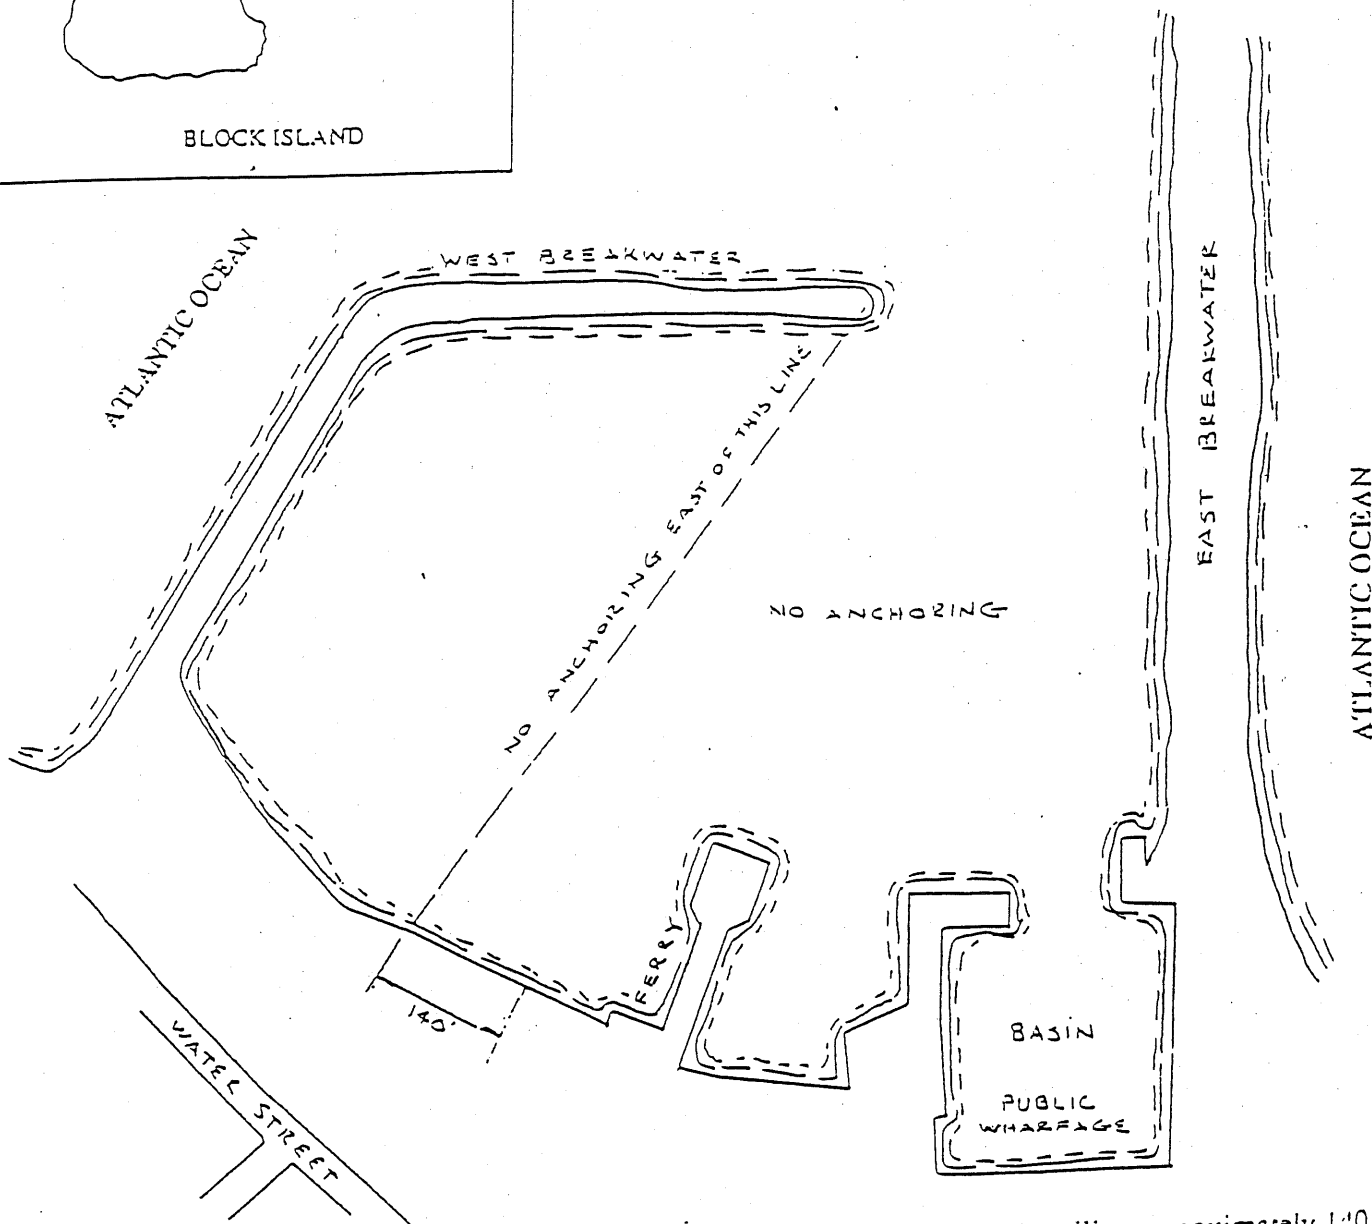 BLOCK ISLAND
ATLANTIC OCEAN
WEST BREAKWATER
EAST BREAKWATER
ATLANTIC OCEAN
NO ANCHORING EAST OF THIS LINE
NO ANCHORING
FERRY
140'
BASIN
PUBLIC
WHARFAGE
WATER STREET